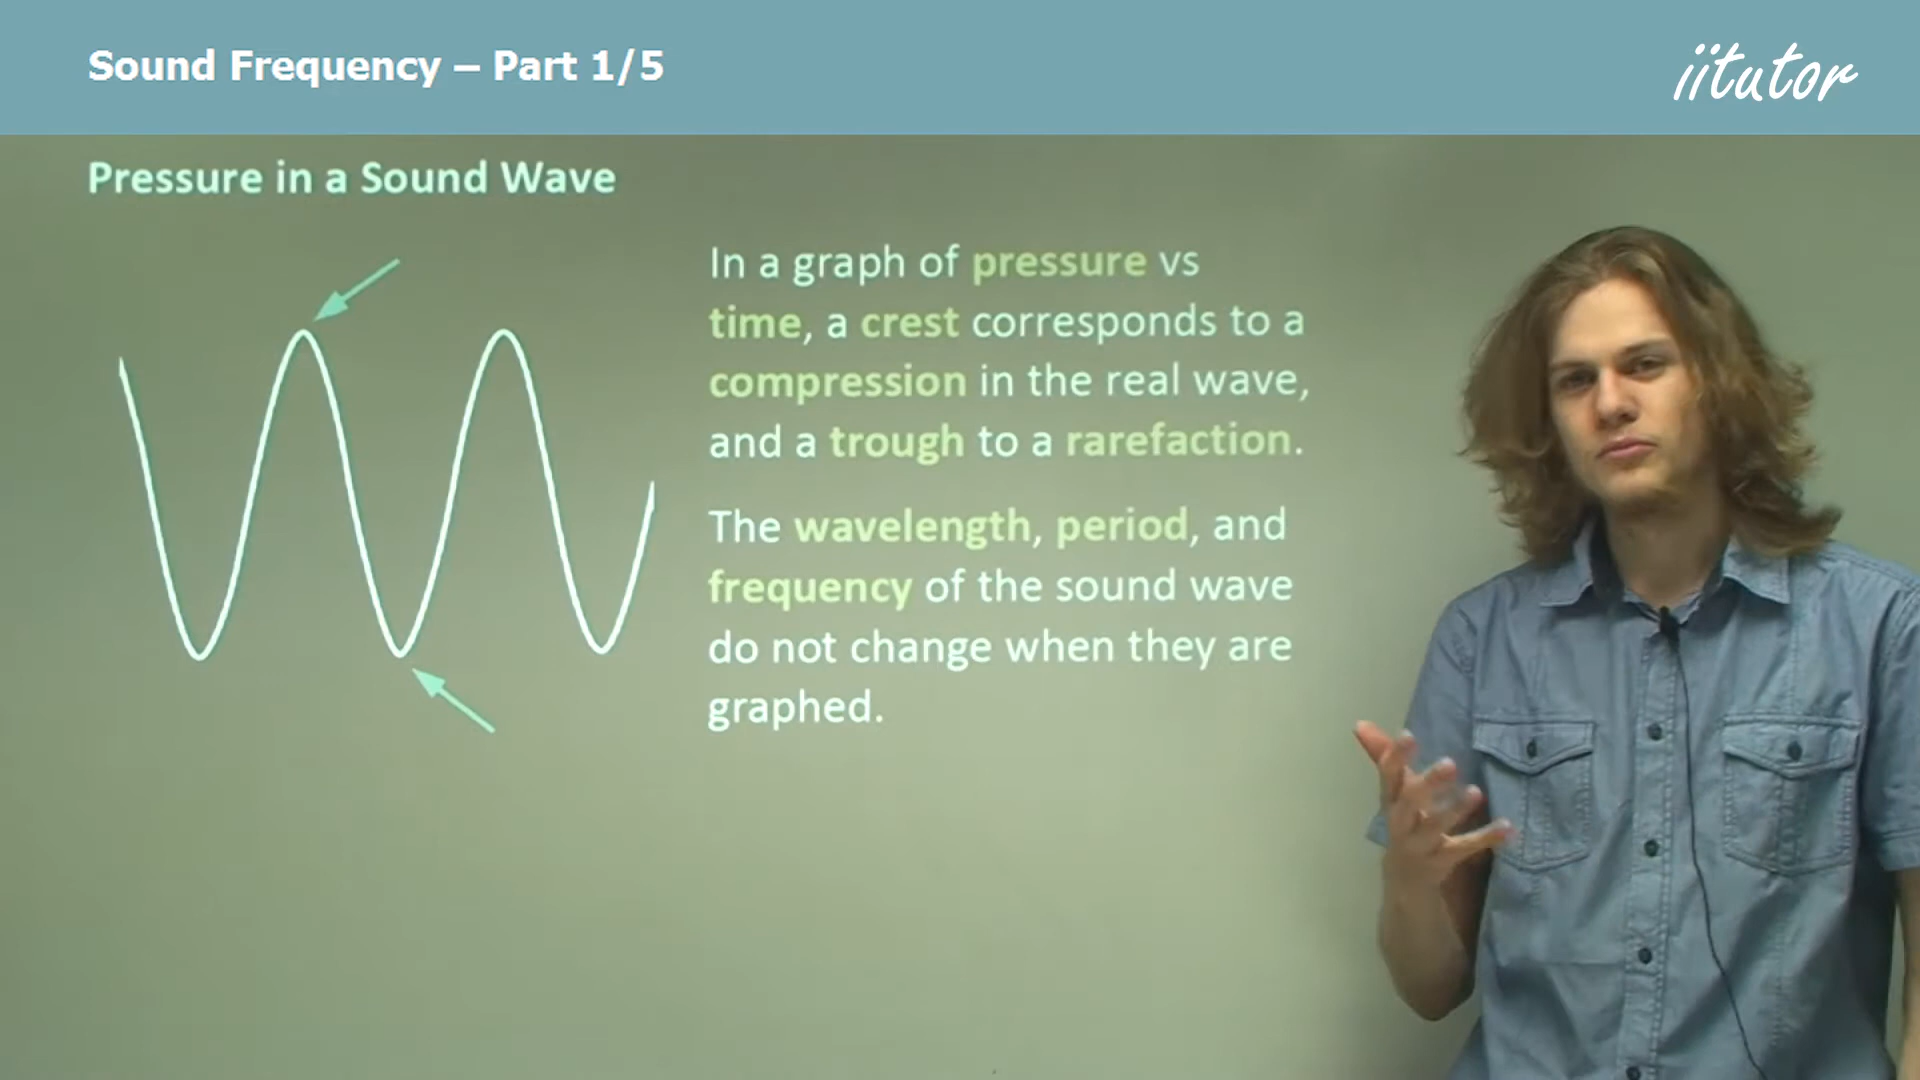 Sound Frequency – Part 1/5
iitutor
Pressure in a Sound Wave
In a graph of pressure vs
time, a crest corresponds to a
compression in the real wave,
and a trough to a rarefaction.
The wavelength, period, and
frequency of the sound wave
do not change when they are
graphed.